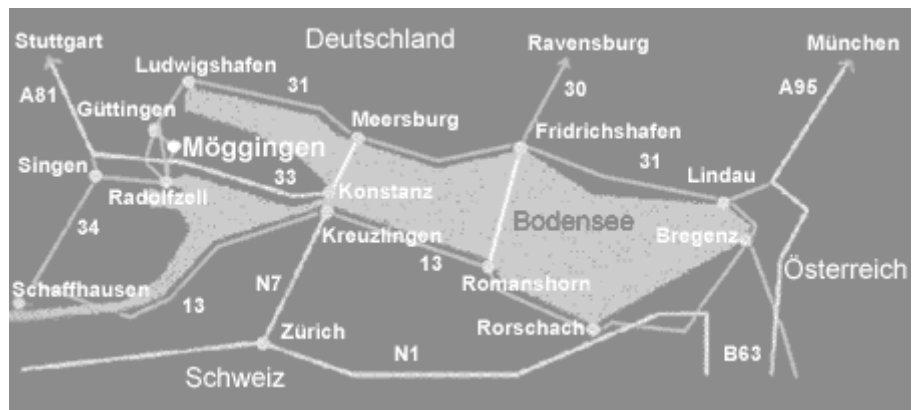 Stuttgart
Deutschland
Ravensburg
München
Ludwigshafen
A81
31
30
A95
Güttingen
Meersburg
Fridrichshafen
Möggingen
31
Singen
33
Lindau
Radolfzell
Konstanz
Bodensee
34
Kreuzlingen
Bregenz
13
Österreich
Schaffhausen
N7
Romanshorn
13
Zürich
Rorschach
N1
B63
Schweiz